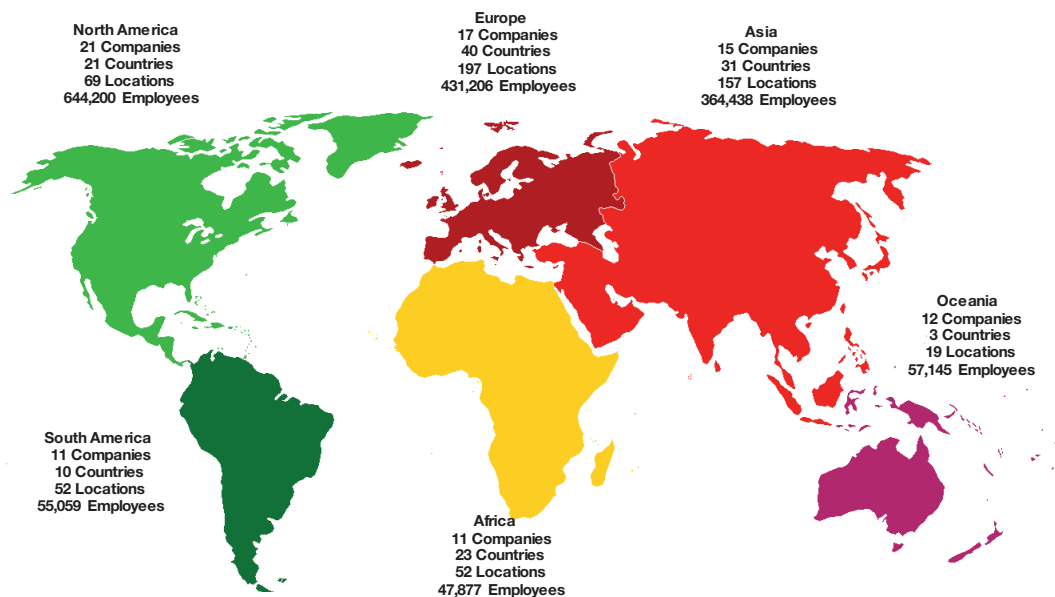 North America
21 Companies
21 Countries
69 Locations
644,200 Employees
Europe
17 Companies
40 Countries
197 Locations
431,206 Employees
Asia
15 Companies
31 Countries
157 Locations
364,438 Employees
Oceania
12 Companies
3 Countries
19 Locations
57,145 Employees
South America
11 Companies
10 Countries
52 Locations
55,059 Employees
Africa
11 Companies
23 Countries
52 Locations
47,877 Employees